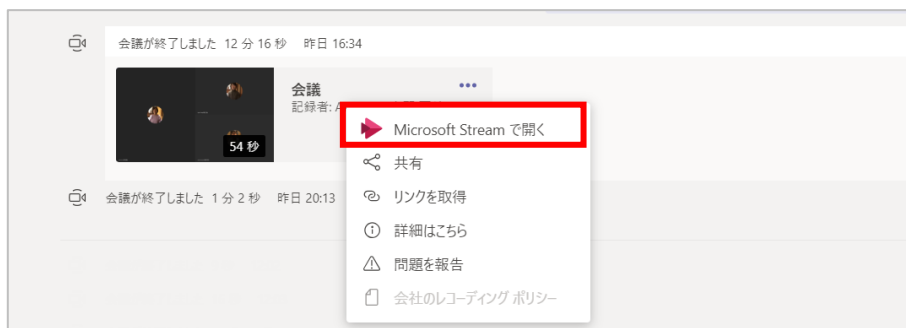 会議が終了しました 12 分 16 秒 昨日 16:34
会議
記録者: A
54 秒
Microsoft Stream で開く
共有
リンクを取得
詳細はこちら
問題を報告
会社のレコーディング ポリシー
会議が終了しました 1 分 2 秒 昨日 20:13